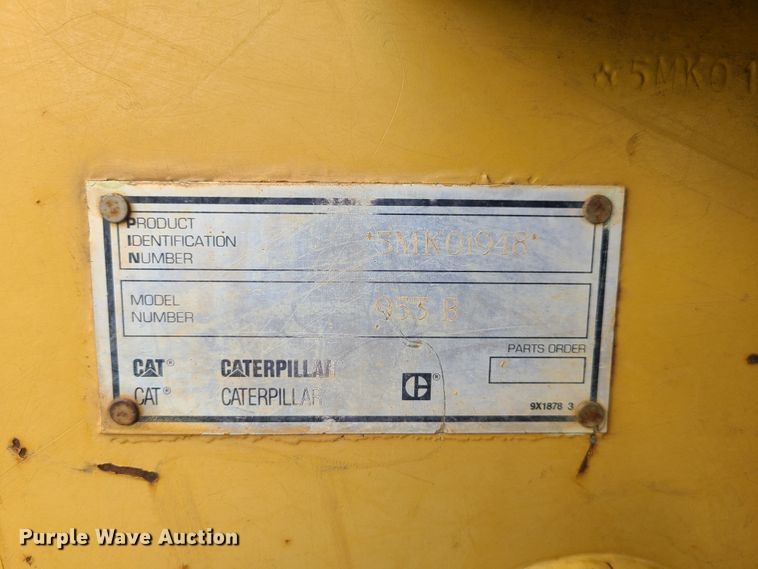 ☆5MK01
PRODUCT
IDENTIFICATION
NUMBER
*5MK01948*
MODEL
NUMBER
953 B
PARTS ORDER
CAT® CATERPILLAR
CAT® CATERPILLAR
C ®
9X1878 3
Purple Wave Auction